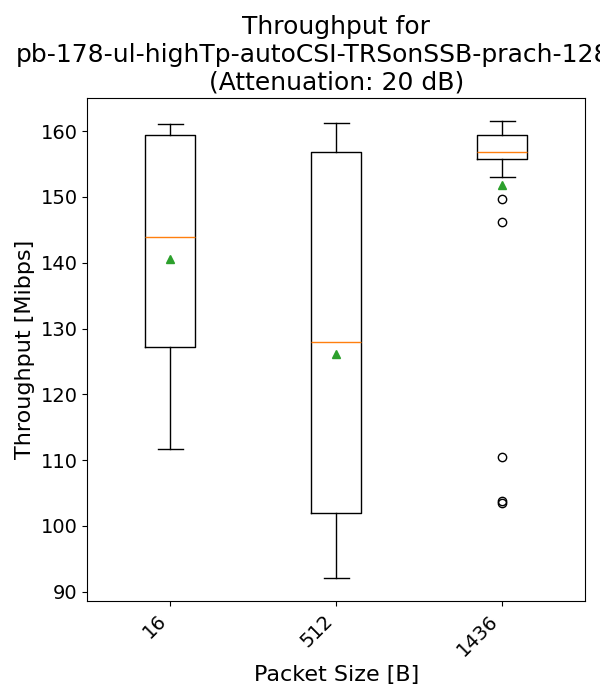 Throughput for
pb-178-ul-highTp-autoCSI-TRSonSSB-prach-128
(Attenuation: 20 dB)
160
150
140
130
120
110
100
90
Throughput [Mibps]
16
512
1436
Packet Size [B]